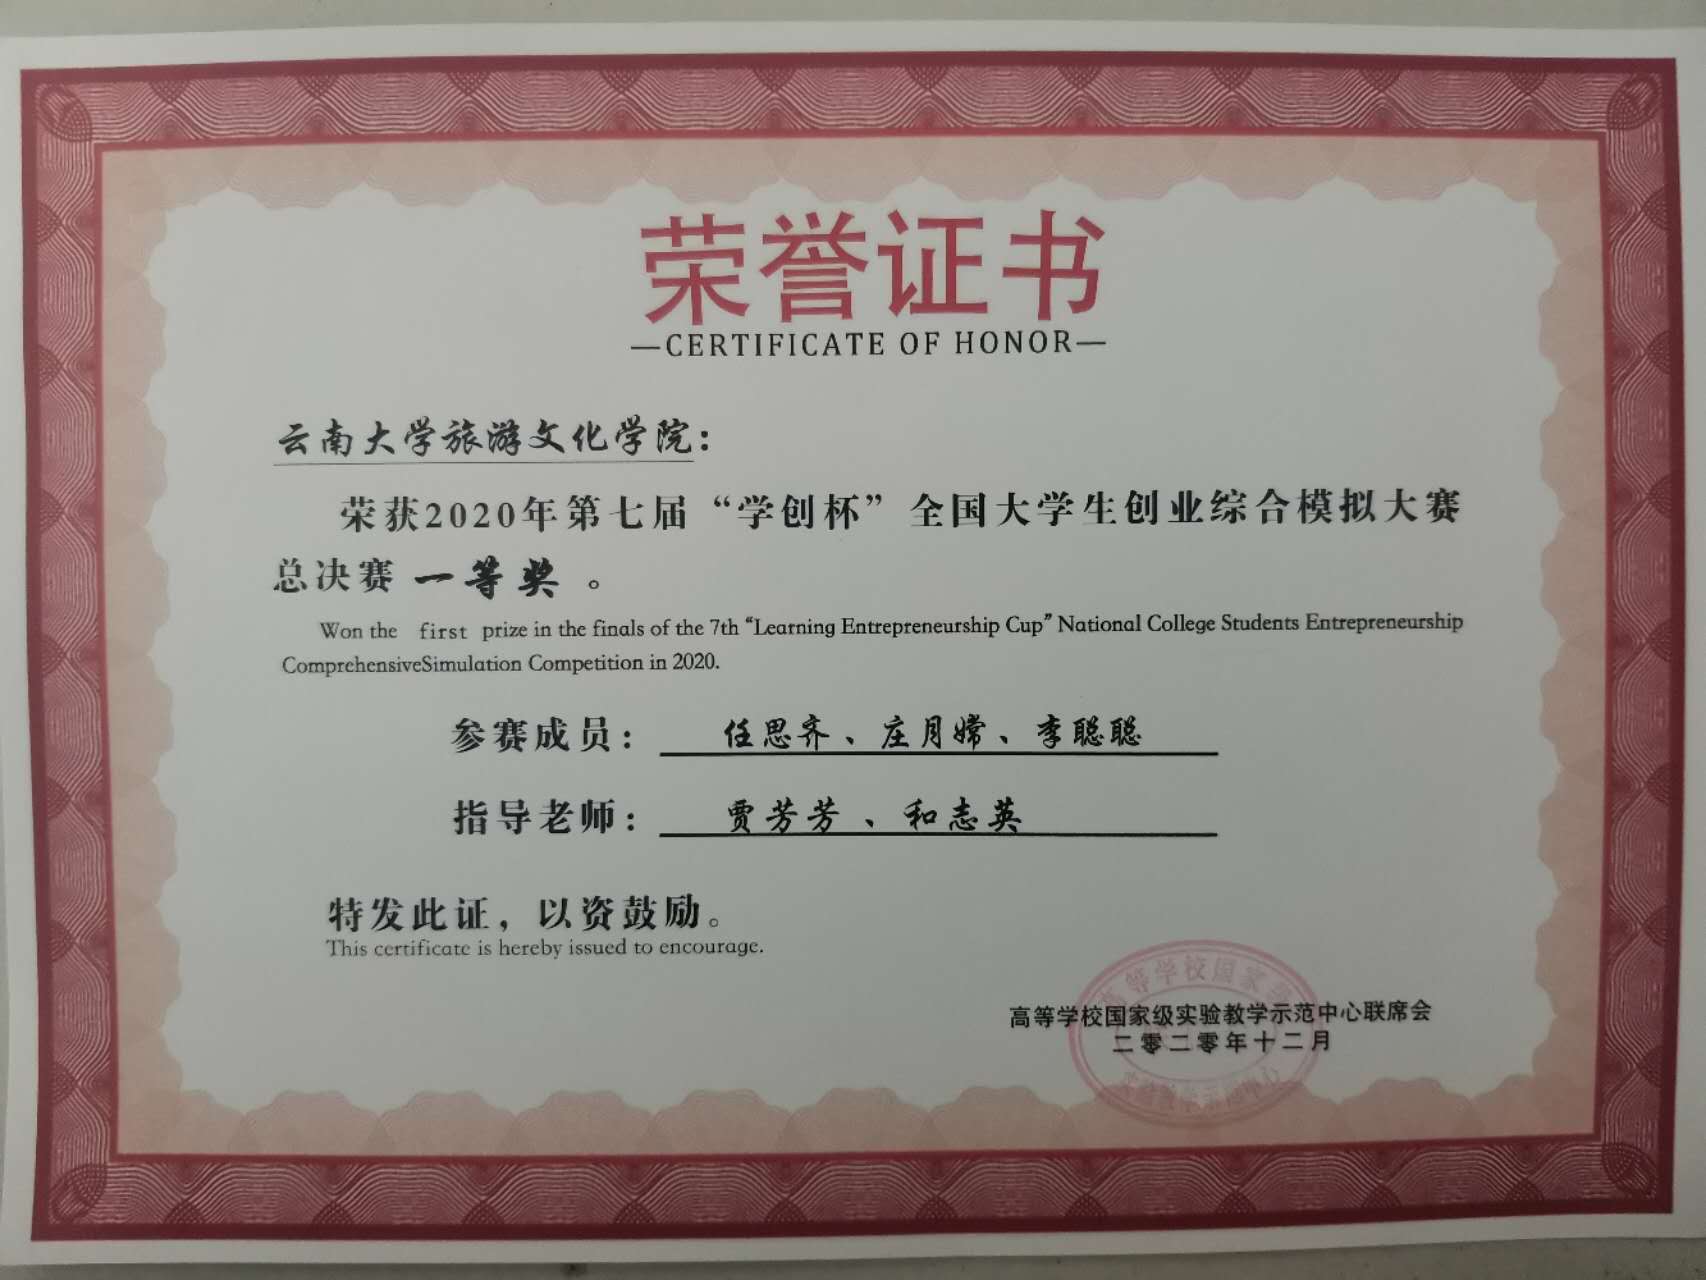 荣誉证书
—CERTIFICATE OF HONOR—
云南大学旅游文化学院：
荣获2020年第七届“学创杯”全国大学生创业综合模拟大赛
总决赛 一等奖 。
Won the first prize in the finals of the 7th “Learning Entrepreneurship Cup” National College Students Entrepreneurship
ComprehensiveSimulation Competition in 2020.
参赛成员： 任思齐、庄月嫦、李聪聪
指导老师： 贾芳芳 、和志英
特发此证，以资鼓励。
This certificate is hereby issued to encourage.
高等学校国家
高等学校国家级实验教学示范中心联席会
二零二零年十二月